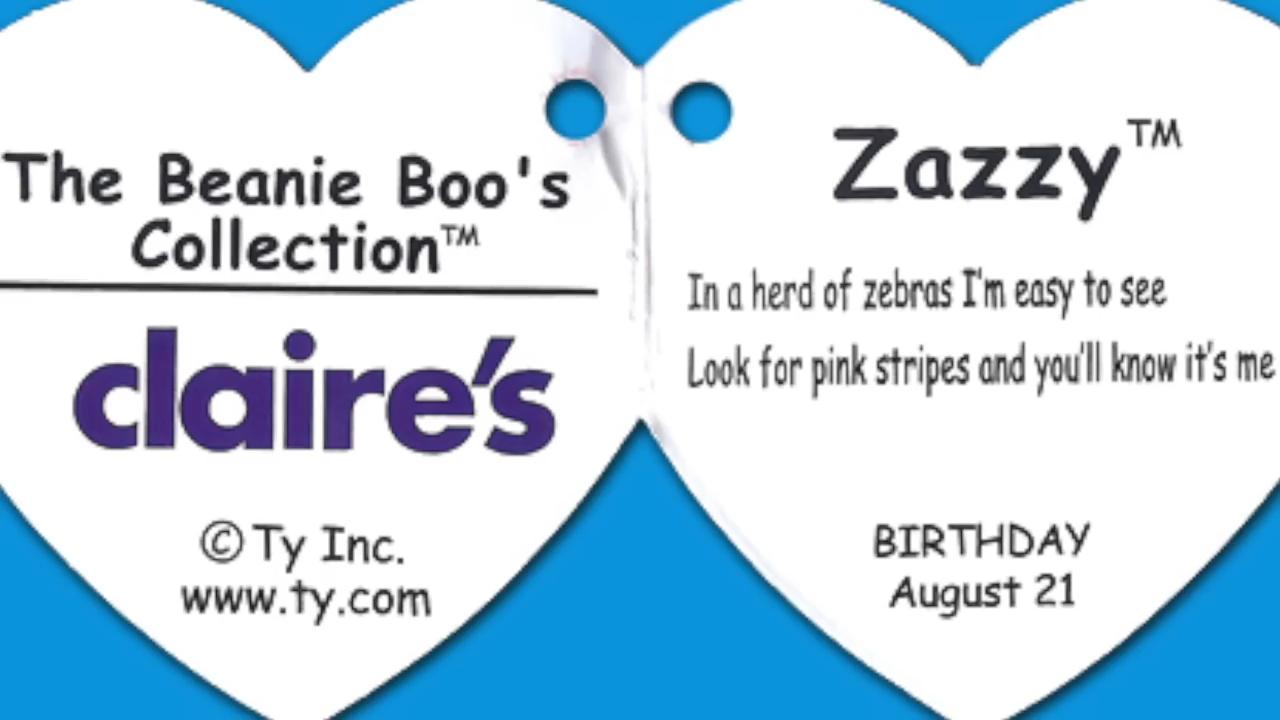 The Beanie Boo's
Collection™
claire's
© Ty Inc.
www.ty.com
Zazzy™
In a herd of zebras I'm easy to see
Look for pink stripes and you'll know it's me
BIRTHDAY
August 21